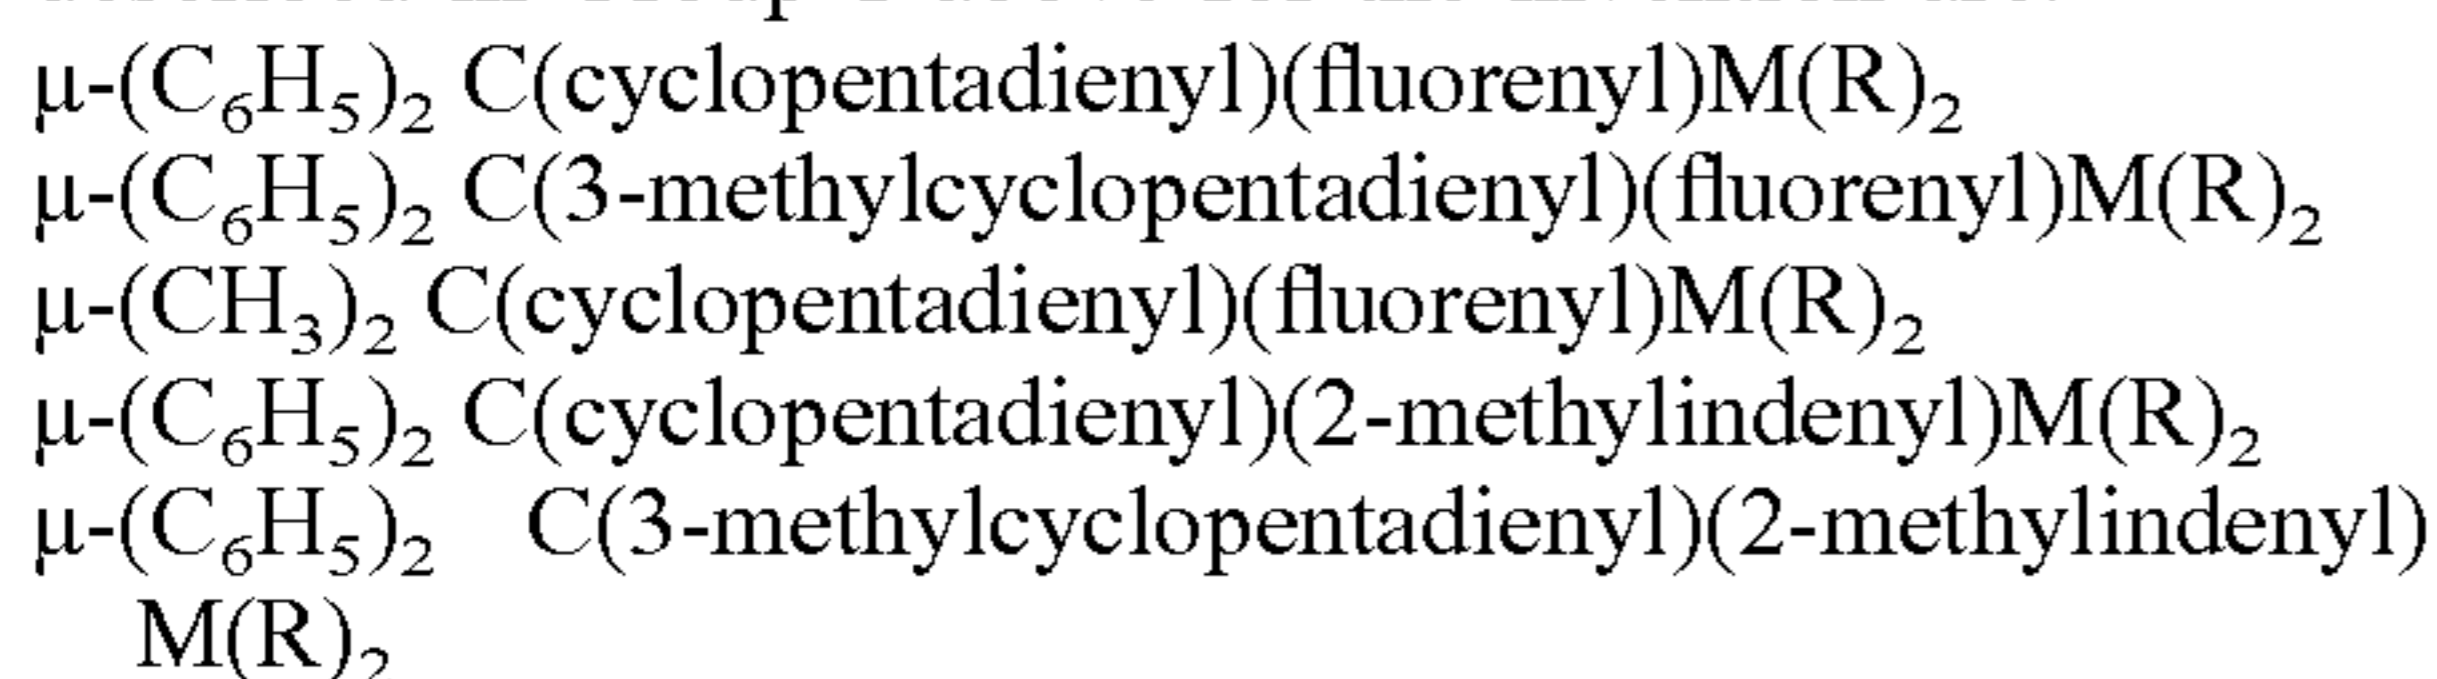 μ-(C₆H₅)₂ C(cyclopentadienyl)(fluorenyl)M(R)₂
μ-(C₆H₅)₂ C(3-methylcyclopentadienyl)(fluorenyl)M(R)₂
μ-(CH₃)₂ C(cyclopentadienyl)(fluorenyl)M(R)₂
μ-(C₆H₅)₂ C(cyclopentadienyl)(2-methylindenyl)M(R)₂
μ-(C₆H₅)₂ C(3-methylcyclopentadienyl)(2-methylindenyl)
M(R)₂